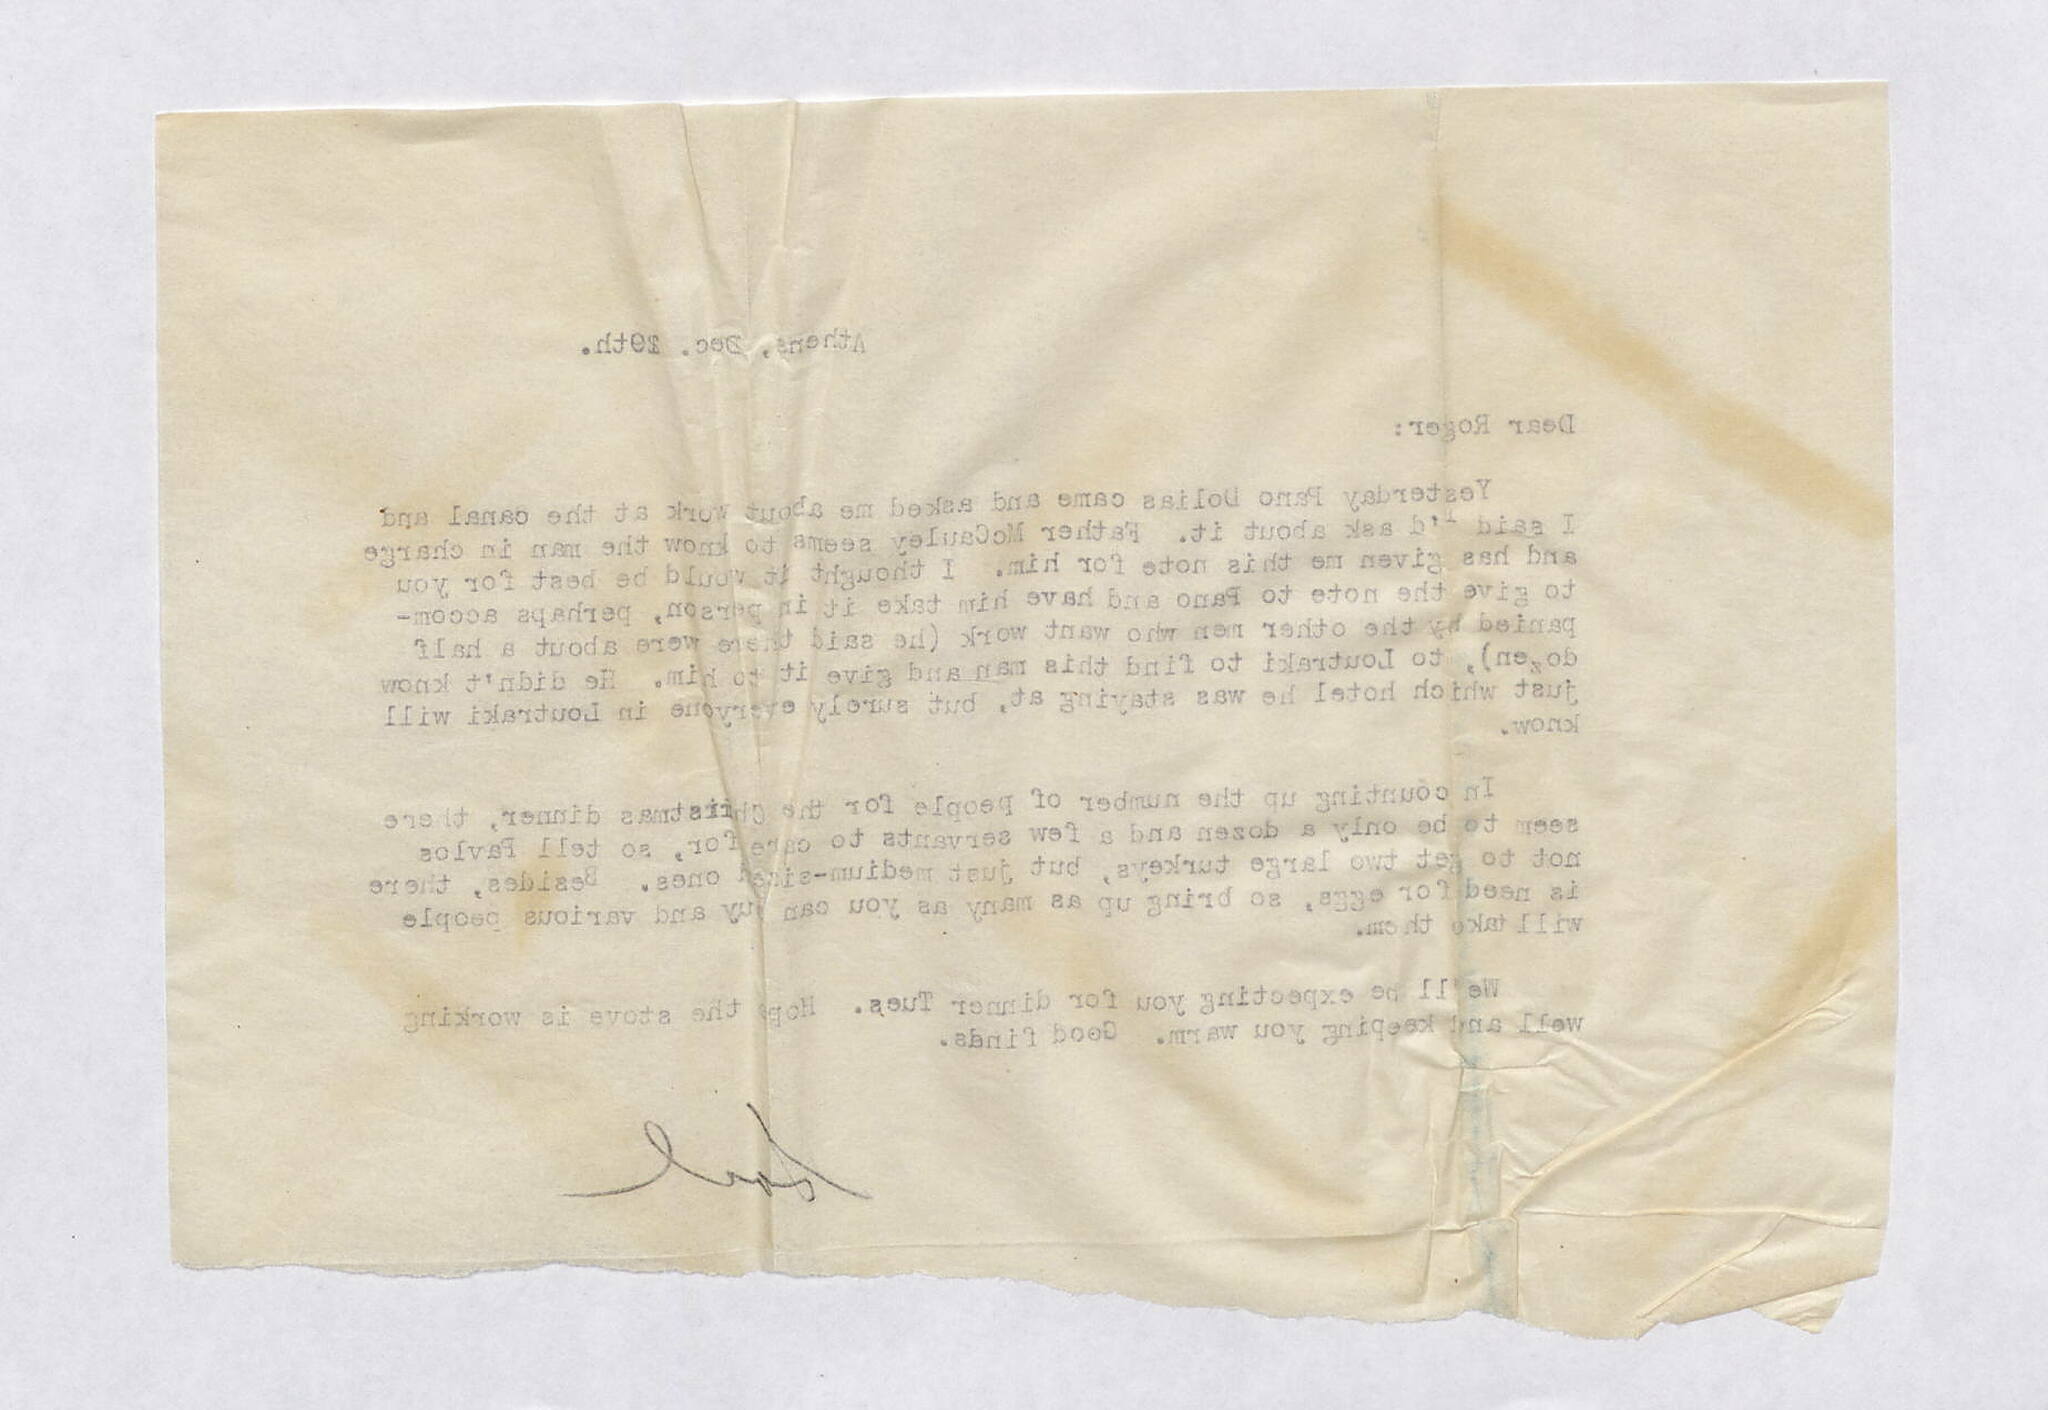 Athens, Dec. 19th.
Dear Roger:
Yesterday Pano Dolias came and asked me about work at the canal and
I said I'd ask about it. Father McCauley seems to know the man in charge
and has given me this note for him. I thought it would be best for you
to give the note to Pano and have him take it in person, perhaps accom-
panied by the other men who want work (he said there were about a half
dozen), to Loutraki to find this man and give it to him. He didn't know
just which hotel he was staying at, but surely everyone in Loutraki will
know.
In counting up the number of people for the Christmas dinner, there
seem to be only a dozen and a few servants to care for, so tell Pavlos
not to get two large turkeys, but just medium-sized ones. Besides, there
is need for eggs, so bring up as many as you can buy and various people
will take them.
We'll be expecting you for dinner Tues. Hope the stove is working
well and keeping you warm. Good finds.